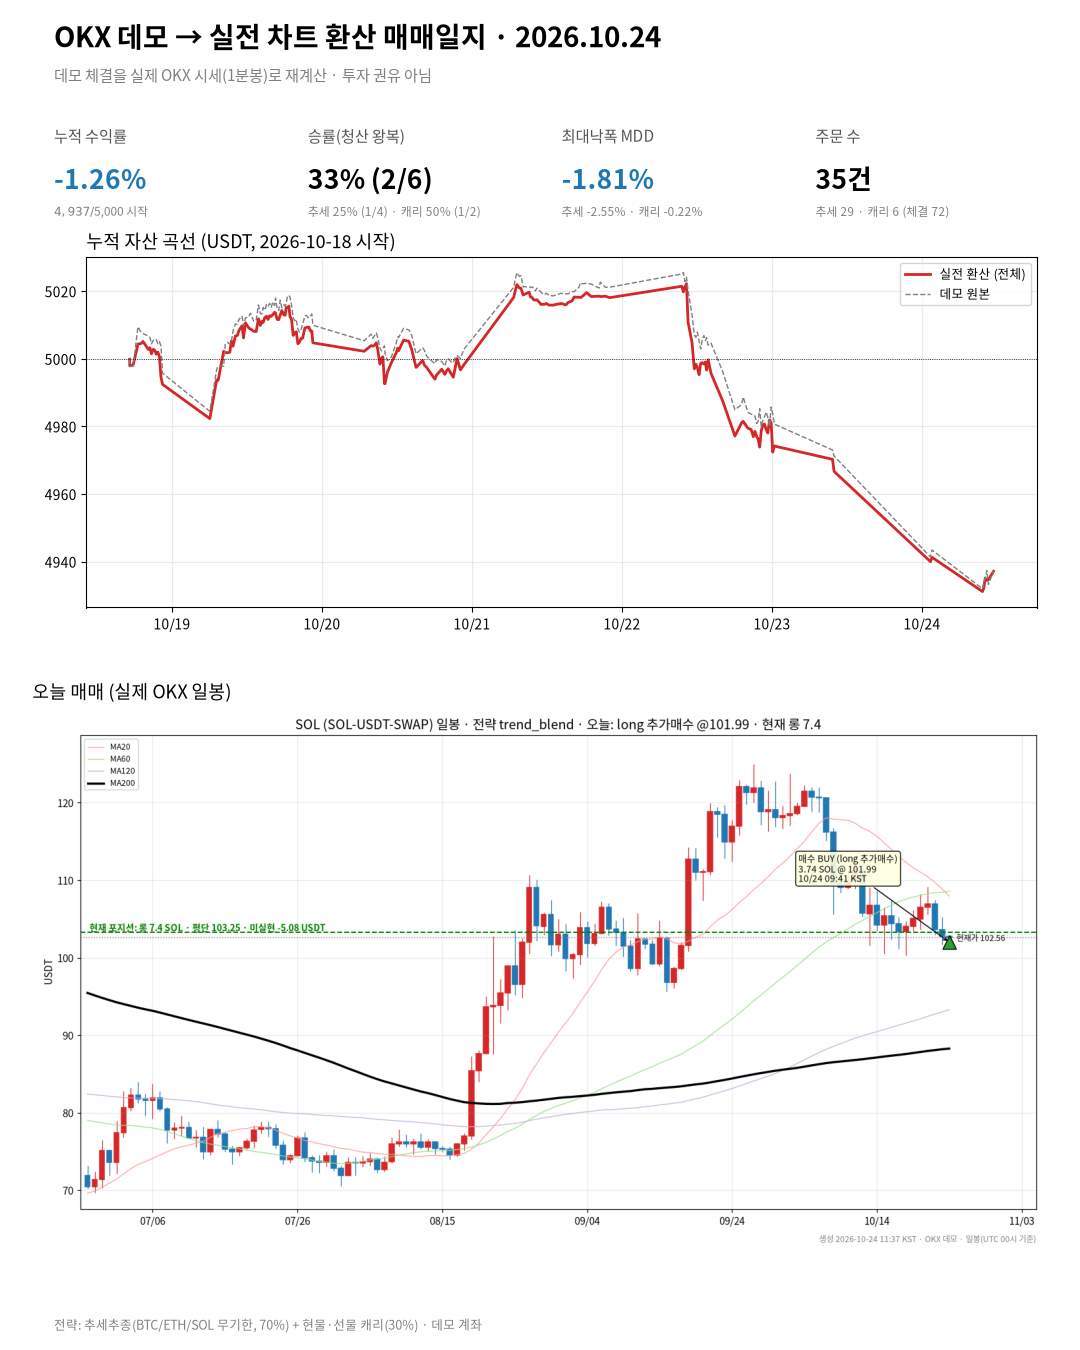 OKX 데모 → 실전 차트 환산 매매일지 · 2026.10.24
데모 체결을 실제 OKX 시세(1분봉)로 재계산 · 투자 권유 아님
누적 수익률
승률(청산 왕복)
최대낙폭 MDD
주문 수
-1.26%
33% (2/6)
-1.81%
35건
4,937/5,000 시작
추세 25% (1/4) · 캐리 50% (1/2)
추세 -2.55% · 캐리 -0.22%
추세 29 · 캐리 6 (체결 72)
누적 자산 곡선 (USDT, 2026-10-18 시작)
실전 환산 (전체)
데모 원본
5020
5000
4980
4960
4940
10/19
10/20
10/21
10/22
10/23
10/24
오늘 매매 (실제 OKX 일봉)
SOL (SOL-USDT-SWAP) 일봉 · 전략 trend_blend · 오늘: long 추가매수 @101.99 · 현재 롱 7.4
MA20
MA60
MA120
MA200
매수 BUY (long 추가매수)
3.74 SOL @ 101.99
10/24 09:41 KST
현재 포지션: 롱 7.4 SOL · 평단 103.25 · 미실현 -5.08 USDT
현재가 102.56
USDT
120
110
100
90
80
70
07/06
07/26
08/15
09/04
09/24
10/14
11/03
생성 2026-10-24 11:37 KST · OKX 데모 · 일봉(UTC 00시 기준)
전략: 추세추종(BTC/ETH/SOL 무기한, 70%) + 현물·선물 캐리(30%) · 데모 계좌